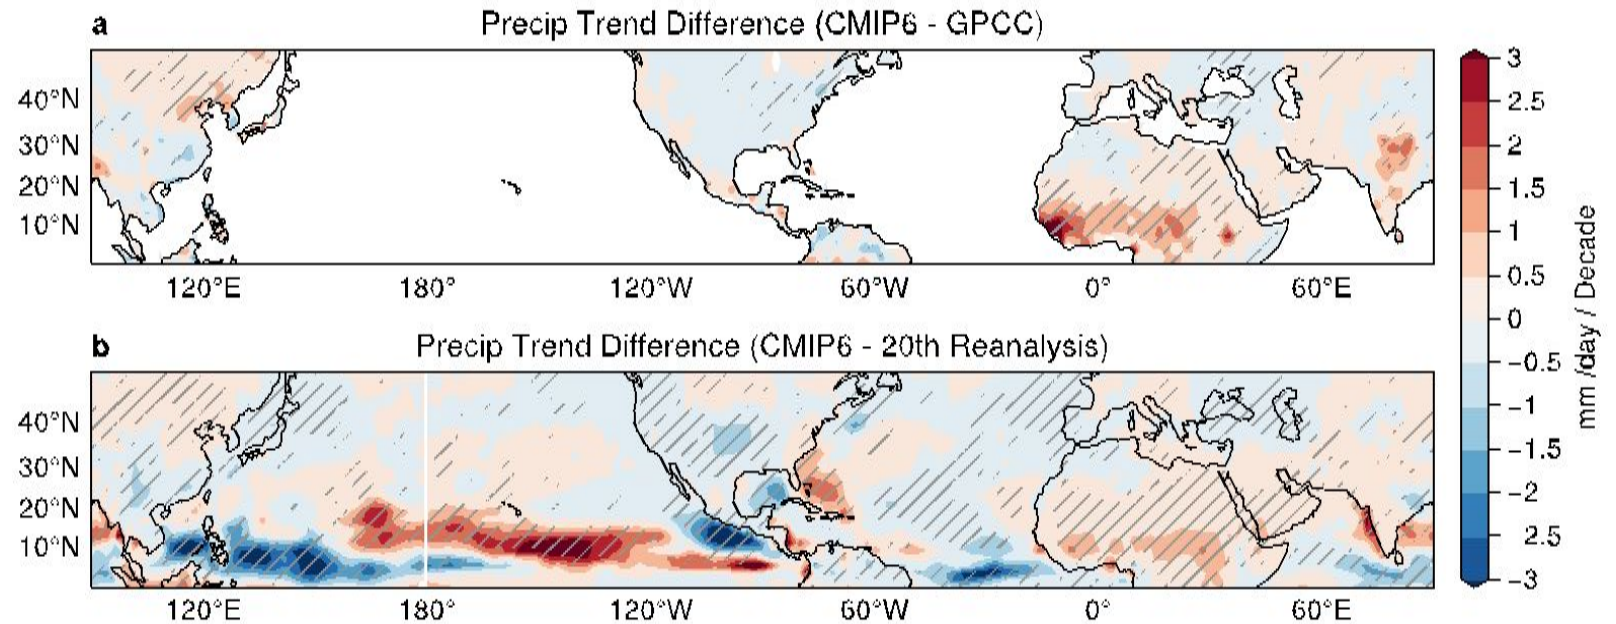 a Precip Trend Difference (CMIP6 - GPCC)
40°N
30°N
20°N
10°N
120°E 180° 120°W 60°W 0° 60°E
b Precip Trend Difference (CMIP6 - 20th Reanalysis)
40°N
30°N
20°N
10°N
120°E 180° 120°W 60°W 0° 60°E
3
2.5
2
1.5
1
0.5
0
−0.5
−1
−1.5
−2
2.5
−3
mm /day / Decade